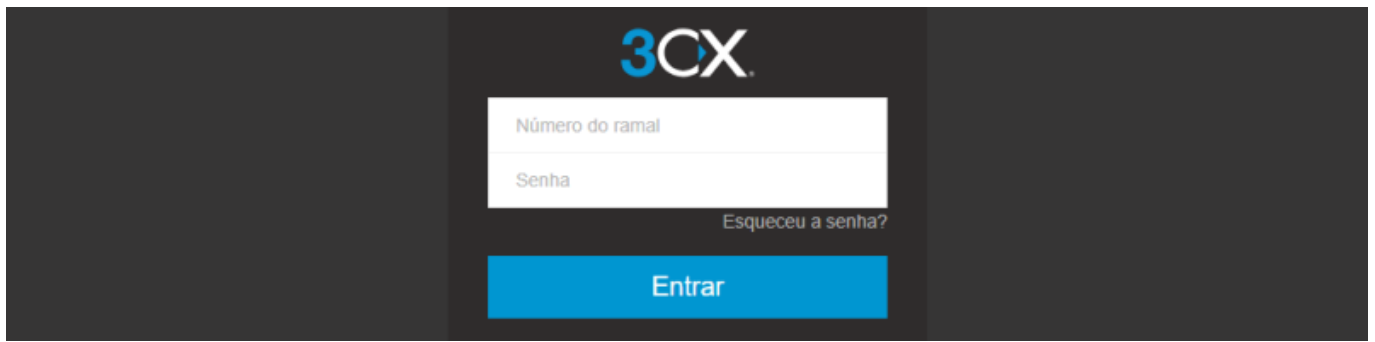 3CX.
Número do ramal
Senha
Esqueceu a senha?
Entrar